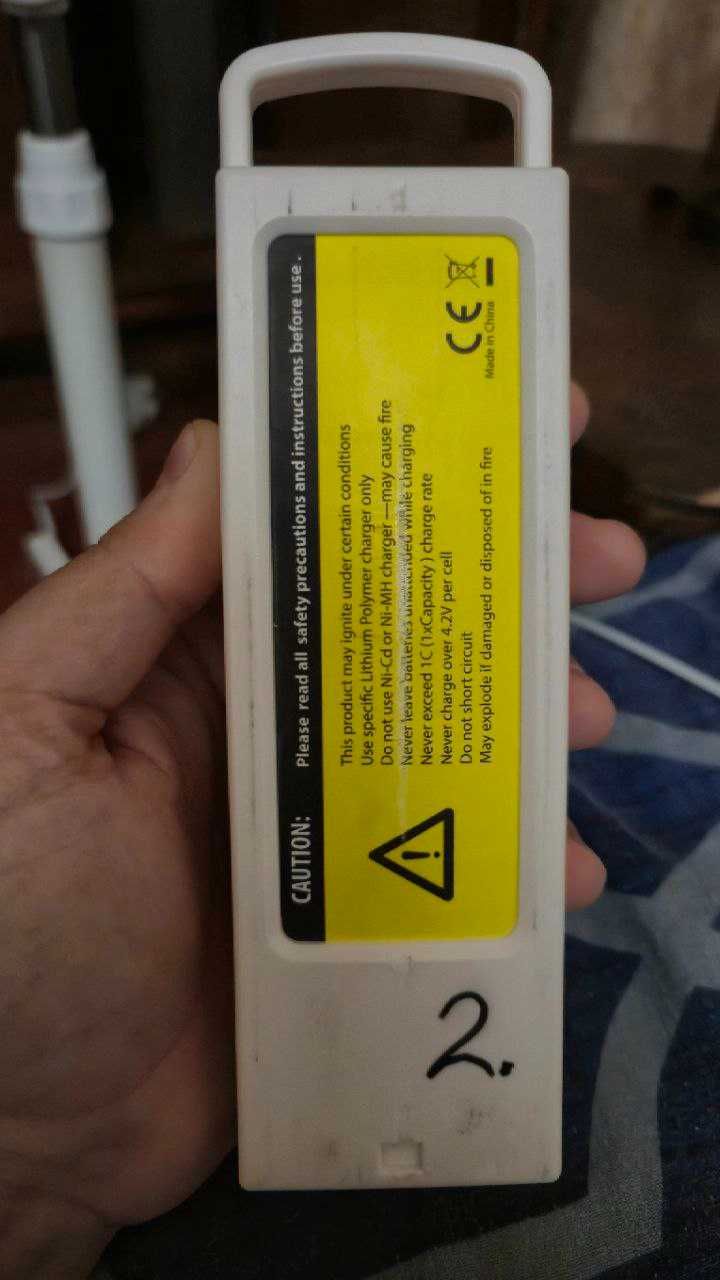 CAUTION: Please read all safety precautions and instructions before use .
This product may ignite under certain conditions
Use specific Lithium Polymer charger only
Do not use Ni-Cd or Ni-MH charger —may cause fire
Never leave batteries unattended while charging
Never exceed 1C (1xCapacity ) charge rate
Never charge over 4.2V per cell
Do not short circuit
May explode if damaged or disposed of in fire
CE
Made in China
2.